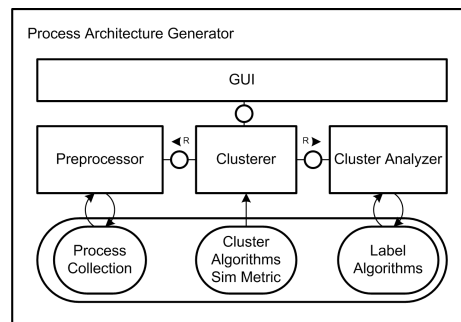 Process Architecture Generator
GUI
R
R
Preprocessor
Clusterer
Cluster Analyzer
Process
Collection
Cluster
Algorithms
Sim Metric
Label
Algorithms